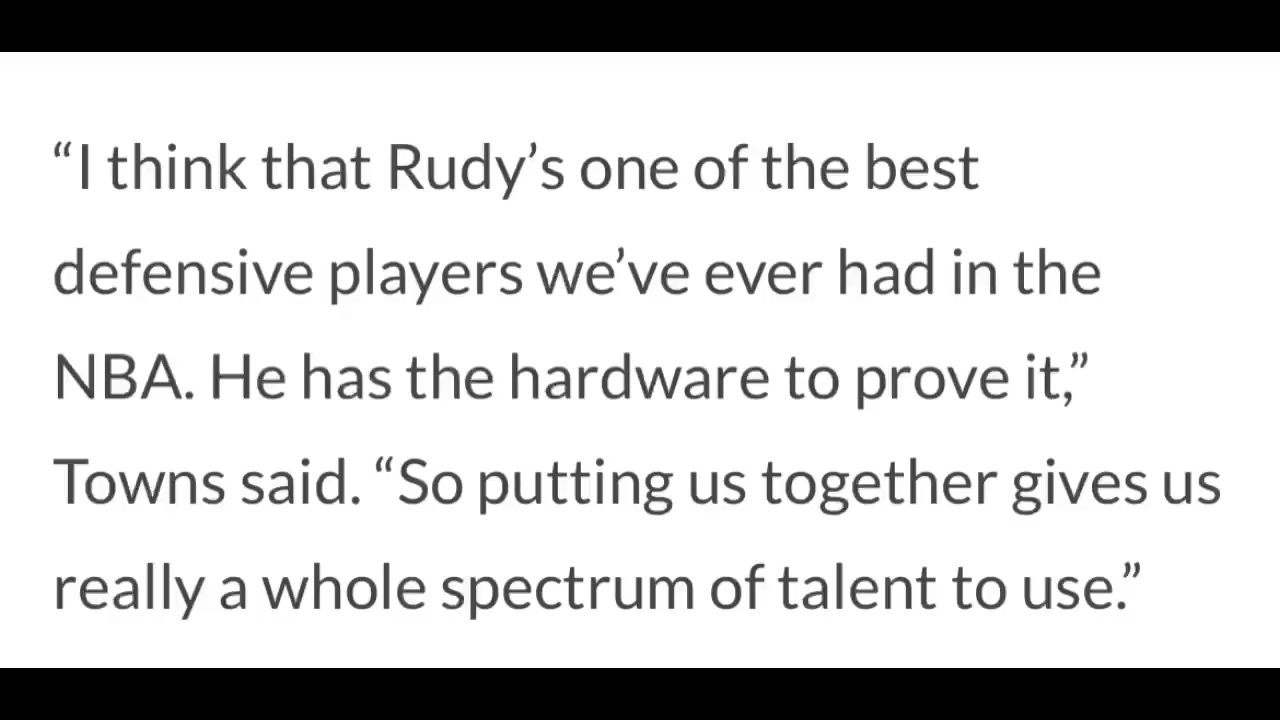 “I think that Rudy’s one of the best
defensive players we’ve ever had in the
NBA. He has the hardware to prove it,”
Towns said. “So putting us together gives us
really a whole spectrum of talent to use.”